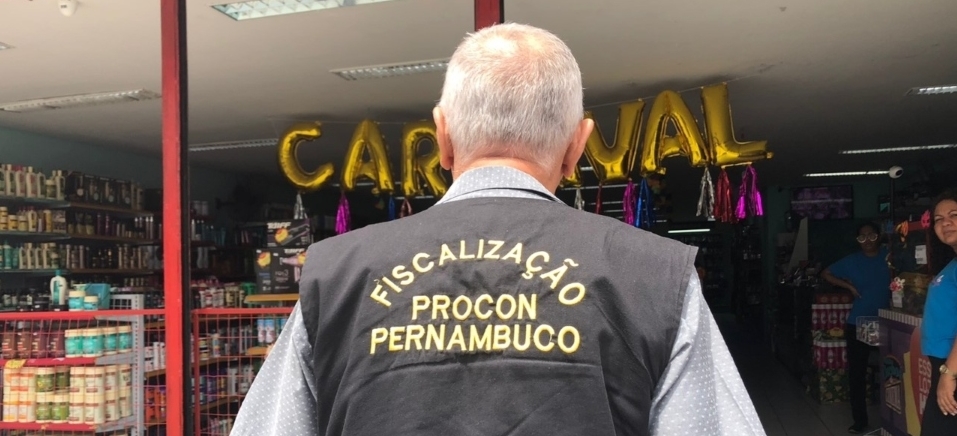 CARNAVAL
FISCALIZAÇÃO
PROCON
PERNAMBUCO